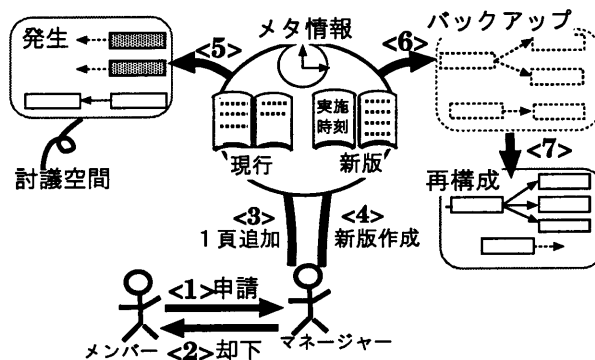 メタ情報
バックアップ
発生
<5>
<6>
実施
時刻
現行
新版
<7>
討議空間
再構成
<3>
<4>
1頁追加
新版作成
<1>申請
メンバー
<2>却下
マネージャー